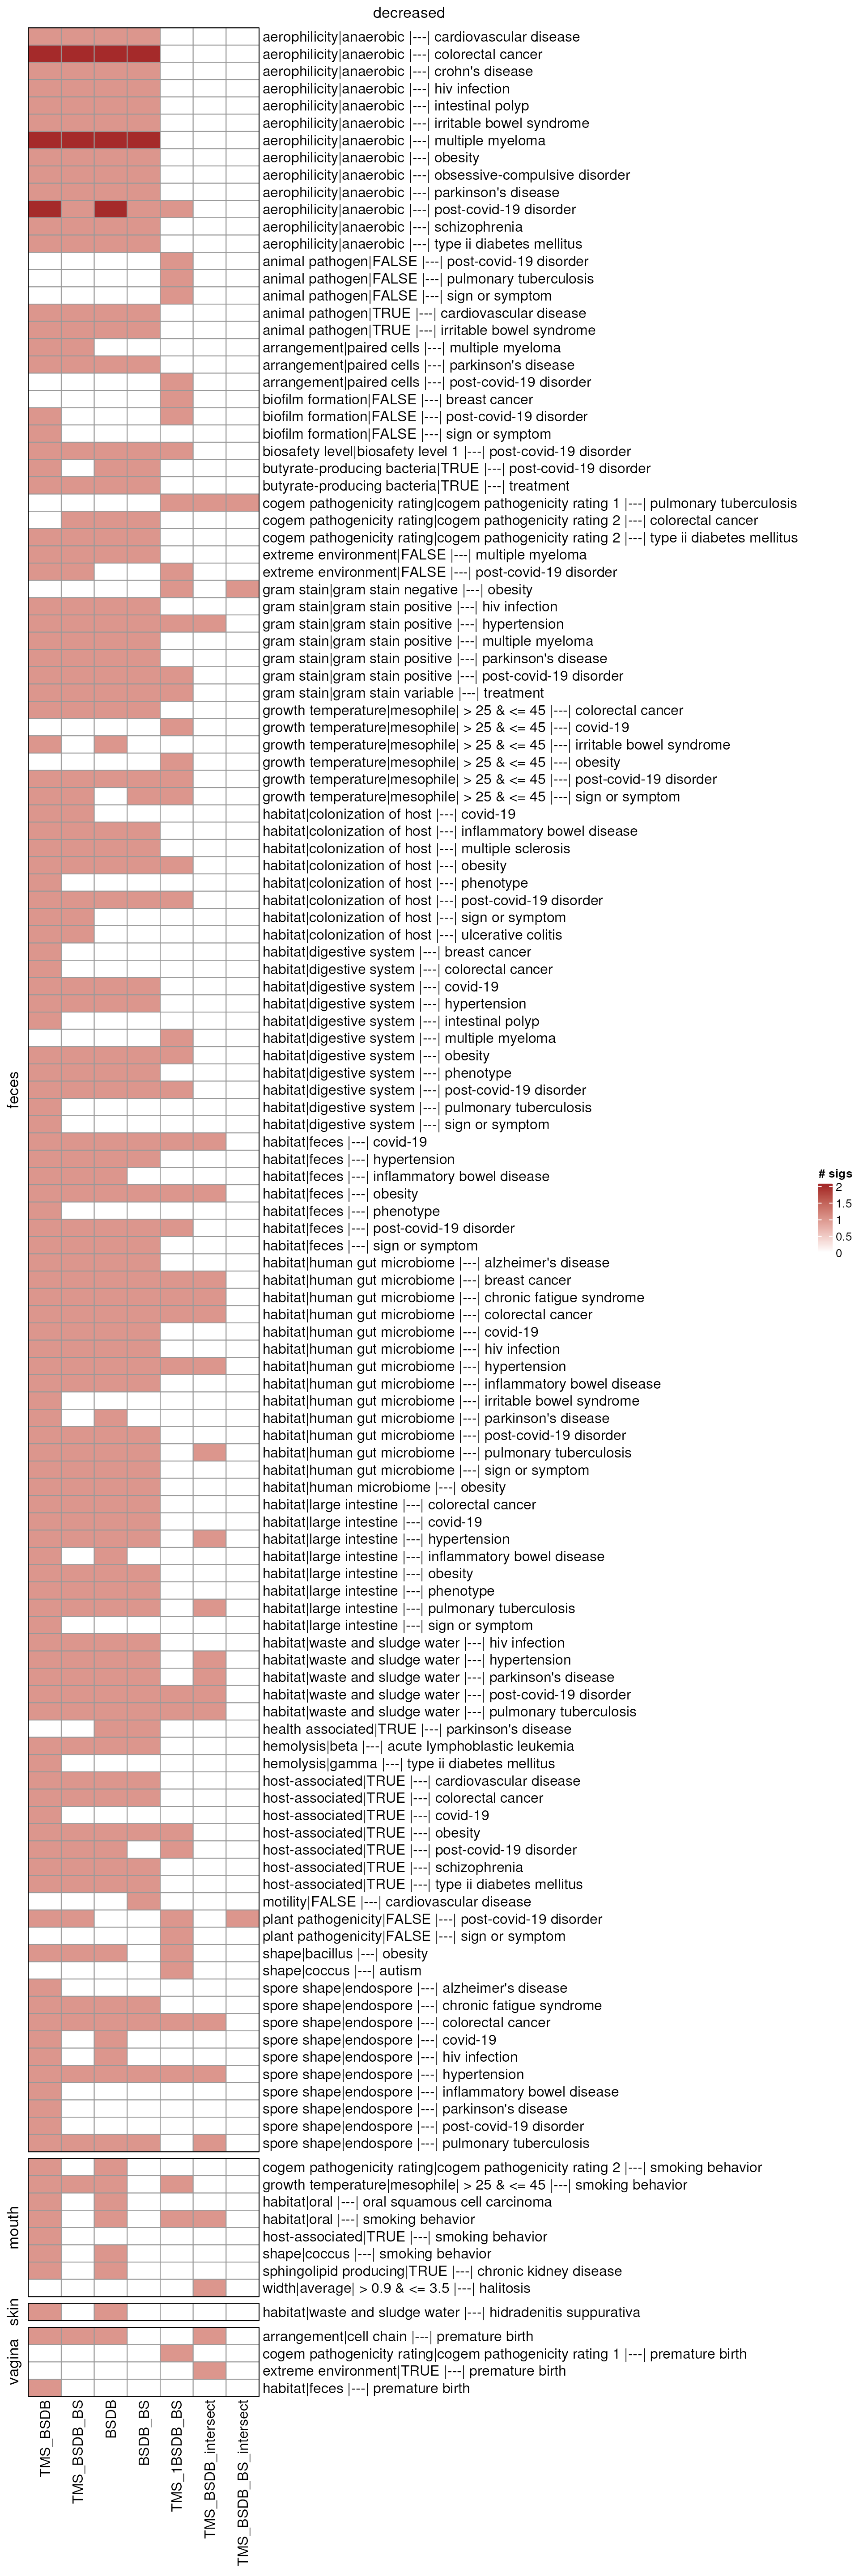 decreased
aerophilicity|anaerobic |---| cardiovascular disease
aerophilicity|anaerobic |---| colorectal cancer
aerophilicity|anaerobic |---| crohn's disease
aerophilicity|anaerobic |---| hiv infection
aerophilicity|anaerobic |---| intestinal polyp
aerophilicity|anaerobic |---| irritable bowel syndrome
aerophilicity|anaerobic |---| multiple myeloma
aerophilicity|anaerobic |---| obesity
aerophilicity|anaerobic |---| obsessive-compulsive disorder
aerophilicity|anaerobic |---| parkinson's disease
aerophilicity|anaerobic |---| post-covid-19 disorder
aerophilicity|anaerobic |---| schizophrenia
aerophilicity|anaerobic |---| type ii diabetes mellitus
animal pathogen|FALSE |---| post-covid-19 disorder
animal pathogen|FALSE |---| pulmonary tuberculosis
animal pathogen|FALSE |---| sign or symptom
animal pathogen|TRUE |---| cardiovascular disease
animal pathogen|TRUE |---| irritable bowel syndrome
arrangement|paired cells |---| multiple myeloma
arrangement|paired cells |---| parkinson's disease
arrangement|paired cells |---| post-covid-19 disorder
biofilm formation|FALSE |---| breast cancer
biofilm formation|FALSE |---| post-covid-19 disorder
biofilm formation|FALSE |---| sign or symptom
biosafety level|biosafety level 1 |---| post-covid-19 disorder
butyrate-producing bacteria|TRUE |---| post-covid-19 disorder
butyrate-producing bacteria|TRUE |---| treatment
cogem pathogenicity rating|cogem pathogenicity rating 1 |---| pulmonary tuberculosis
cogem pathogenicity rating|cogem pathogenicity rating 2 |---| colorectal cancer
cogem pathogenicity rating|cogem pathogenicity rating 2 |---| type ii diabetes mellitus
extreme environment|FALSE |---| multiple myeloma
extreme environment|FALSE |---| post-covid-19 disorder
gram stain|gram stain negative |---| obesity
gram stain|gram stain positive |---| hiv infection
gram stain|gram stain positive |---| hypertension
gram stain|gram stain positive |---| multiple myeloma
gram stain|gram stain positive |---| parkinson's disease
gram stain|gram stain positive |---| post-covid-19 disorder
gram stain|gram stain variable |---| treatment
growth temperature|mesophile| > 25 & <= 45 |---| colorectal cancer
growth temperature|mesophile| > 25 & <= 45 |---| covid-19
growth temperature|mesophile| > 25 & <= 45 |---| irritable bowel syndrome
growth temperature|mesophile| > 25 & <= 45 |---| obesity
growth temperature|mesophile| > 25 & <= 45 |---| post-covid-19 disorder
growth temperature|mesophile| > 25 & <= 45 |---| sign or symptom
habitat|colonization of host |---| covid-19
habitat|colonization of host |---| inflammatory bowel disease
habitat|colonization of host |---| multiple sclerosis
habitat|colonization of host |---| obesity
habitat|colonization of host |---| phenotype
habitat|colonization of host |---| post-covid-19 disorder
habitat|colonization of host |---| sign or symptom
habitat|colonization of host |---| ulcerative colitis
habitat|digestive system |---| breast cancer
habitat|digestive system |---| colorectal cancer
habitat|digestive system |---| covid-19
habitat|digestive system |---| hypertension
habitat|digestive system |---| intestinal polyp
habitat|digestive system |---| multiple myeloma
habitat|digestive system |---| obesity
habitat|digestive system |---| phenotype
habitat|digestive system |---| post-covid-19 disorder
habitat|digestive system |---| pulmonary tuberculosis
habitat|digestive system |---| sign or symptom
habitat|feces |---| covid-19
habitat|feces |---| hypertension
habitat|feces |---| inflammatory bowel disease
habitat|feces |---| obesity
habitat|feces |---| phenotype
habitat|feces |---| post-covid-19 disorder
habitat|feces |---| sign or symptom
habitat|human gut microbiome |---| alzheimer's disease
habitat|human gut microbiome |---| breast cancer
habitat|human gut microbiome |---| chronic fatigue syndrome
habitat|human gut microbiome |---| colorectal cancer
habitat|human gut microbiome |---| covid-19
habitat|human gut microbiome |---| hiv infection
habitat|human gut microbiome |---| hypertension
habitat|human gut microbiome |---| inflammatory bowel disease
habitat|human gut microbiome |---| irritable bowel syndrome
habitat|human gut microbiome |---| parkinson's disease
habitat|human gut microbiome |---| post-covid-19 disorder
habitat|human gut microbiome |---| pulmonary tuberculosis
habitat|human gut microbiome |---| sign or symptom
habitat|human microbiome |---| obesity
habitat|large intestine |---| colorectal cancer
habitat|large intestine |---| covid-19
habitat|large intestine |---| hypertension
habitat|large intestine |---| inflammatory bowel disease
habitat|large intestine |---| obesity
habitat|large intestine |---| phenotype
habitat|large intestine |---| pulmonary tuberculosis
habitat|large intestine |---| sign or symptom
habitat|waste and sludge water |---| hiv infection
habitat|waste and sludge water |---| hypertension
habitat|waste and sludge water |---| parkinson's disease
habitat|waste and sludge water |---| post-covid-19 disorder
habitat|waste and sludge water |---| pulmonary tuberculosis
health associated|TRUE |---| parkinson's disease
hemolysis|beta |---| acute lymphoblastic leukemia
hemolysis|gamma |---| type ii diabetes mellitus
host-associated|TRUE |---| cardiovascular disease
host-associated|TRUE |---| colorectal cancer
host-associated|TRUE |---| covid-19
host-associated|TRUE |---| obesity
host-associated|TRUE |---| post-covid-19 disorder
host-associated|TRUE |---| schizophrenia
host-associated|TRUE |---| type ii diabetes mellitus
motility|FALSE |---| cardiovascular disease
plant pathogenicity|FALSE |---| post-covid-19 disorder
plant pathogenicity|FALSE |---| sign or symptom
shape|bacillus |---| obesity
shape|coccus |---| autism
spore shape|endospore |---| alzheimer's disease
spore shape|endospore |---| chronic fatigue syndrome
spore shape|endospore |---| colorectal cancer
spore shape|endospore |---| covid-19
spore shape|endospore |---| hiv infection
spore shape|endospore |---| hypertension
spore shape|endospore |---| inflammatory bowel disease
spore shape|endospore |---| parkinson's disease
spore shape|endospore |---| post-covid-19 disorder
spore shape|endospore |---| pulmonary tuberculosis
feces
cogem pathogenicity rating|cogem pathogenicity rating 2 |---| smoking behavior
growth temperature|mesophile| > 25 & <= 45 |---| smoking behavior
habitat|oral |---| oral squamous cell carcinoma
habitat|oral |---| smoking behavior
host-associated|TRUE |---| smoking behavior
shape|coccus |---| smoking behavior
sphingolipid producing|TRUE |---| chronic kidney disease
width|average| > 0.9 & <= 3.5 |---| halitosis
mouth
habitat|waste and sludge water |---| hidradenitis suppurativa
skin
arrangement|cell chain |---| premature birth
cogem pathogenicity rating|cogem pathogenicity rating 1 |---| premature birth
extreme environment|TRUE |---| premature birth
habitat|feces |---| premature birth
vagina
TMS_BSDB
TMS_BSDB_BS
BSDB
BSDB_BS
TMS_1BSDB_BS
TMS_BSDB_intersect
TMS_BSDB_BS_intersect
# sigs
2
1.5
1
0.5
0